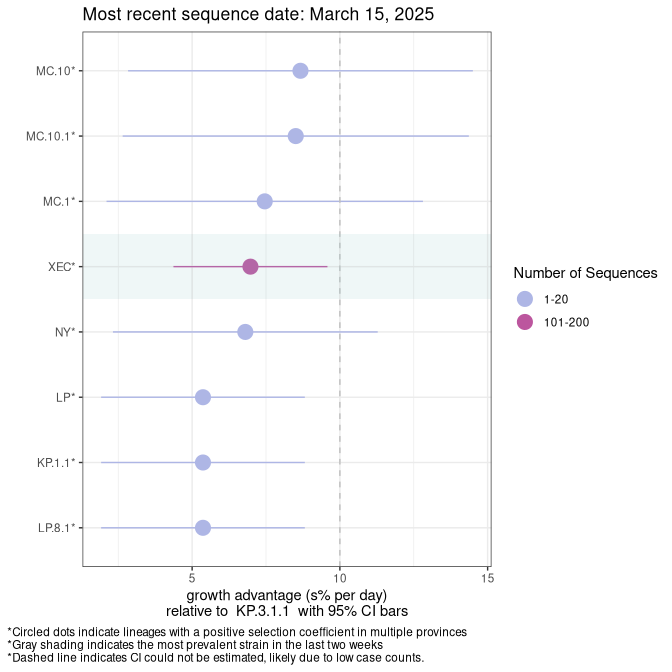 Most recent sequence date: March 15, 2025
MC.10*
MC.10.1*
MC.1*
XEC*
NY*
LP*
KP.1.1*
LP.8.1*
5
10
15
growth advantage (s% per day)
relative to  KP.3.1.1  with 95% CI bars
Number of Sequences
1-20
101-200
*Circled dots indicate lineages with a positive selection coefficient in multiple provinces
*Gray shading indicates the most prevalent strain in the last two weeks
*Dashed line indicates CI could not be estimated, likely due to low case counts.